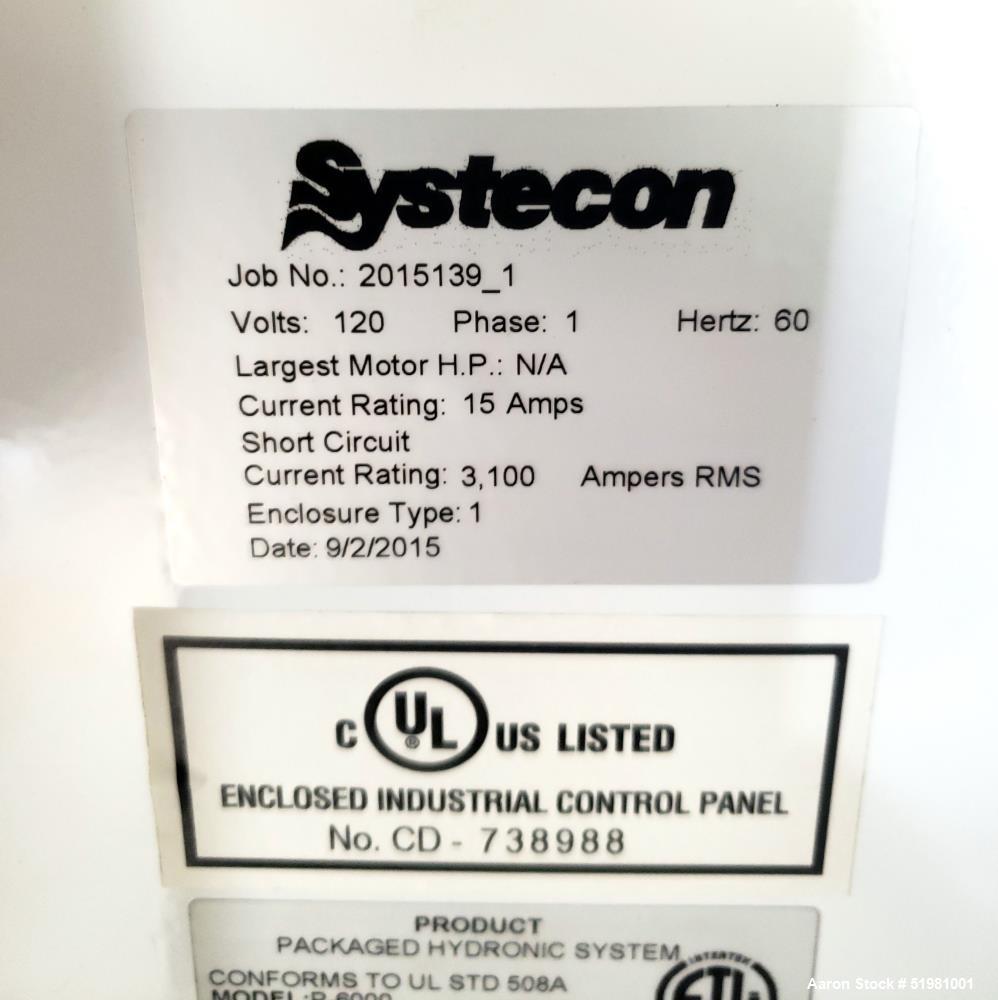 Systecon
Job No.: 2015139_1
Volts: 120 Phase: 1 Hertz: 60
Largest Motor H.P.: N/A
Current Rating: 15 Amps
Short Circuit
Current Rating: 3,100 Ampers RMS
Enclosure Type: 1
Date: 9/2/2015
C UL ® US LISTED
ENCLOSED INDUSTRIAL CONTROL PANEL
No. CD - 738988
PRODUCT
PACKAGED HYDRONIC SYSTEM
INTERTEK
CONFORMS TO UL STD 508A
ETL
Aaron Stock # 51981001